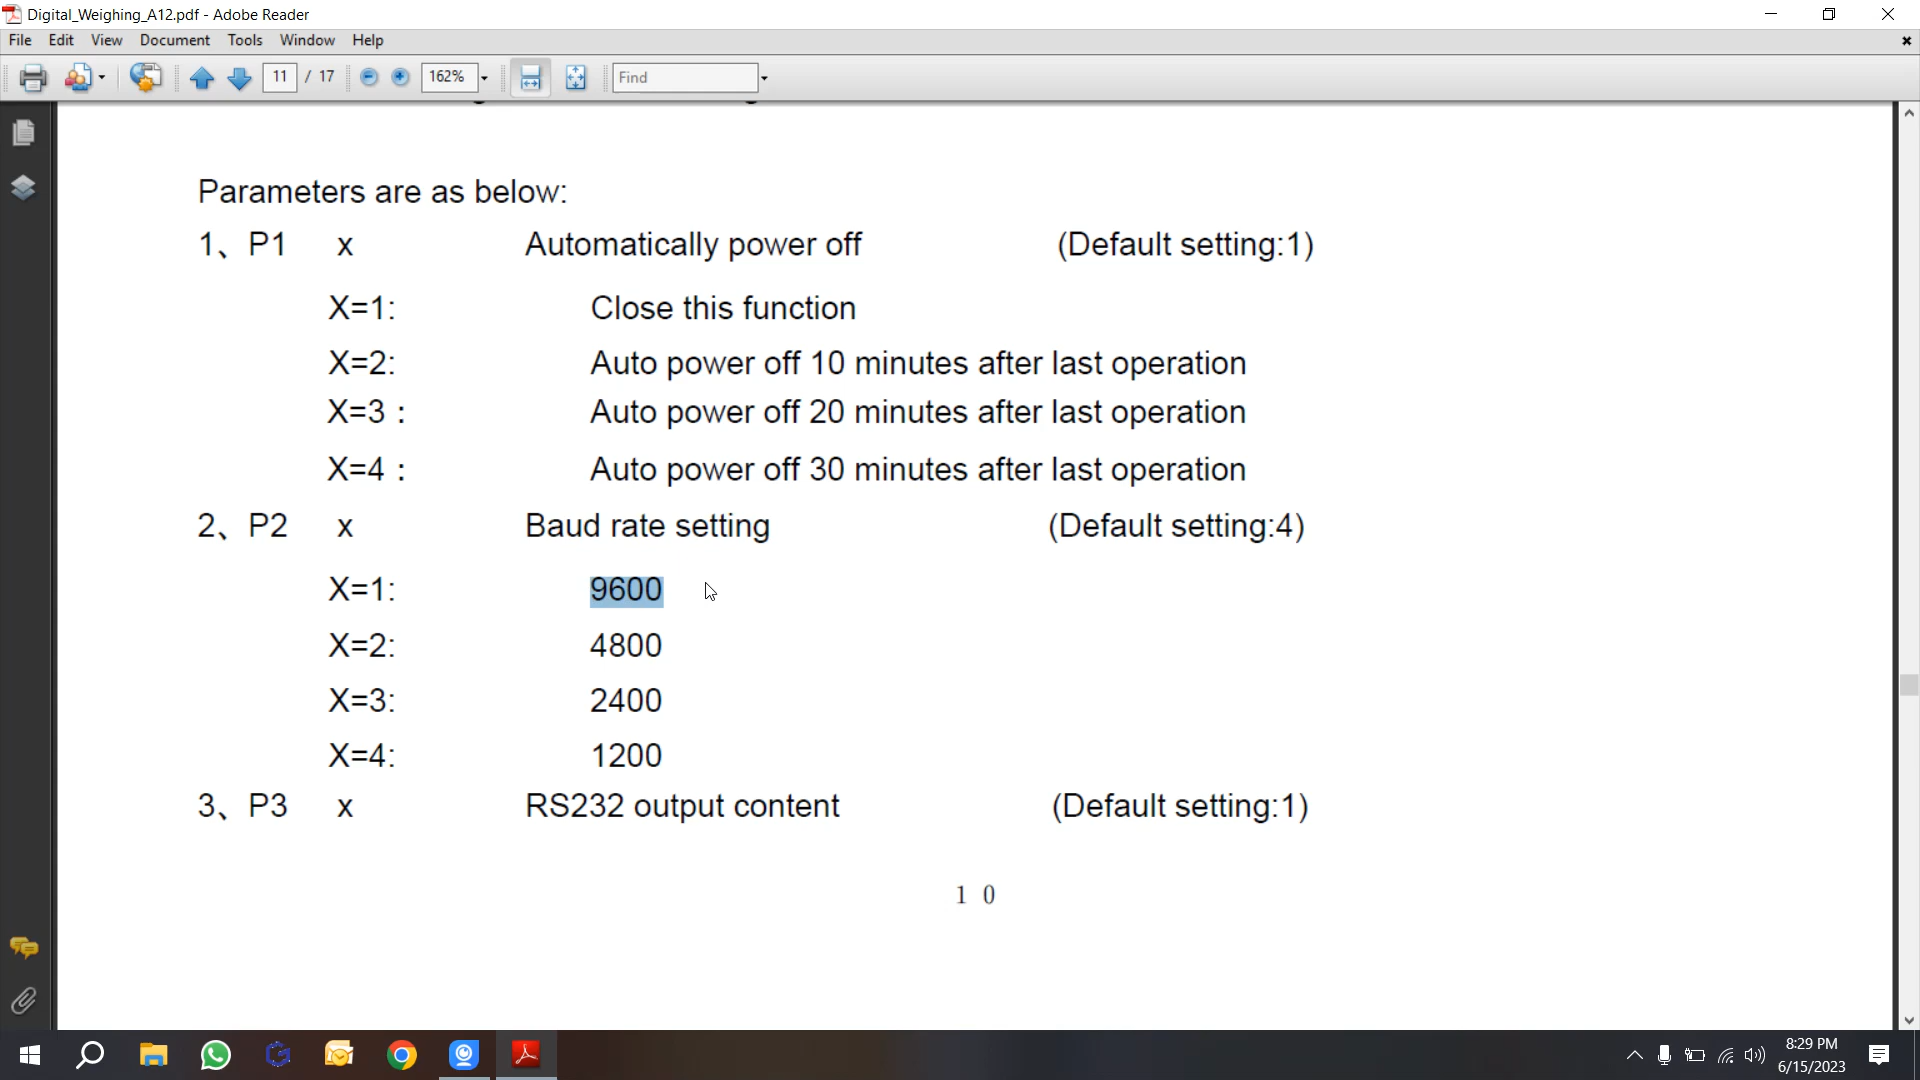 Digital_Weighing_A12.pdf - Adobe Reader
File Edit View Document Tools Window Help
11 / 17 162% Find
Parameters are as below:
1、P1 x Automatically power off (Default setting:1)
X=1: Close this function
X=2: Auto power off 10 minutes after last operation
X=3： Auto power off 20 minutes after last operation
X=4： Auto power off 30 minutes after last operation
2、P2 x Baud rate setting (Default setting:4)
X=1: 9600
X=2: 4800
X=3: 2400
X=4: 1200
3、P3 x RS232 output content (Default setting:1)
1 0
8:29 PM
6/15/2023